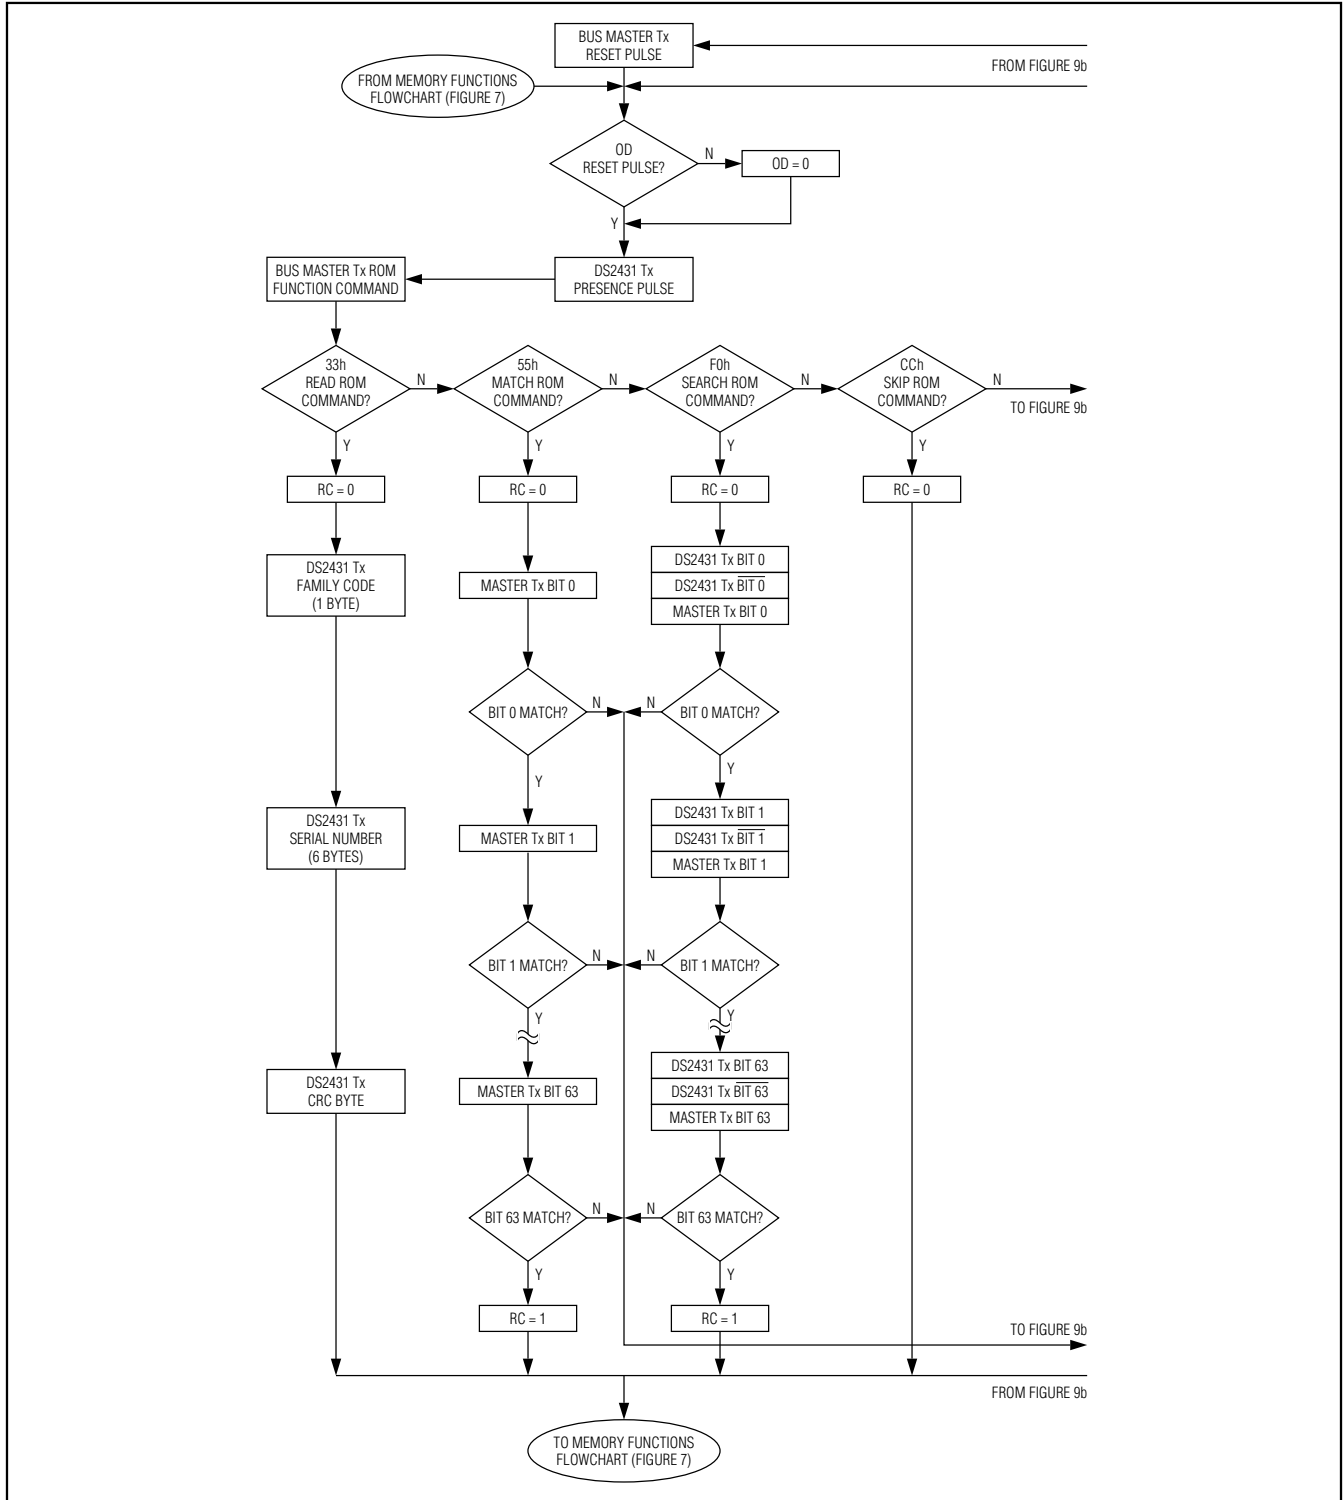 BUS MASTER Tx
RESET PULSE
FROM FIGURE 9b
FROM MEMORY FUNCTIONS
FLOWCHART (FIGURE 7)
OD
RESET PULSE?
N
OD = 0
Y
BUS MASTER Tx ROM
FUNCTION COMMAND
DS2431 Tx
PRESENCE PULSE
33h
READ ROM
COMMAND?
N
55h
MATCH ROM
COMMAND?
N
F0h
SEARCH ROM
COMMAND?
N
CCh
SKIP ROM
COMMAND?
N
TO FIGURE 9b
Y
Y
Y
Y
RC = 0
RC = 0
RC = 0
RC = 0
DS2431 Tx
FAMILY CODE
(1 BYTE)
MASTER Tx BIT 0
DS2431 Tx BIT 0
DS2431 Tx B̅I̅T̅ ̅0̅
MASTER Tx BIT 0
BIT 0 MATCH?
N
N
BIT 0 MATCH?
Y
Y
DS2431 Tx
SERIAL NUMBER
(6 BYTES)
MASTER Tx BIT 1
DS2431 Tx BIT 1
DS2431 Tx B̅I̅T̅ ̅1̅
MASTER Tx BIT 1
BIT 1 MATCH?
N
N
BIT 1 MATCH?
Y
Y
DS2431 Tx
CRC BYTE
MASTER Tx BIT 63
DS2431 Tx BIT 63
DS2431 Tx B̅I̅T̅ ̅6̅3̅
MASTER Tx BIT 63
BIT 63 MATCH?
N
N
BIT 63 MATCH?
Y
Y
RC = 1
RC = 1
TO FIGURE 9b
FROM FIGURE 9b
TO MEMORY FUNCTIONS
FLOWCHART (FIGURE 7)